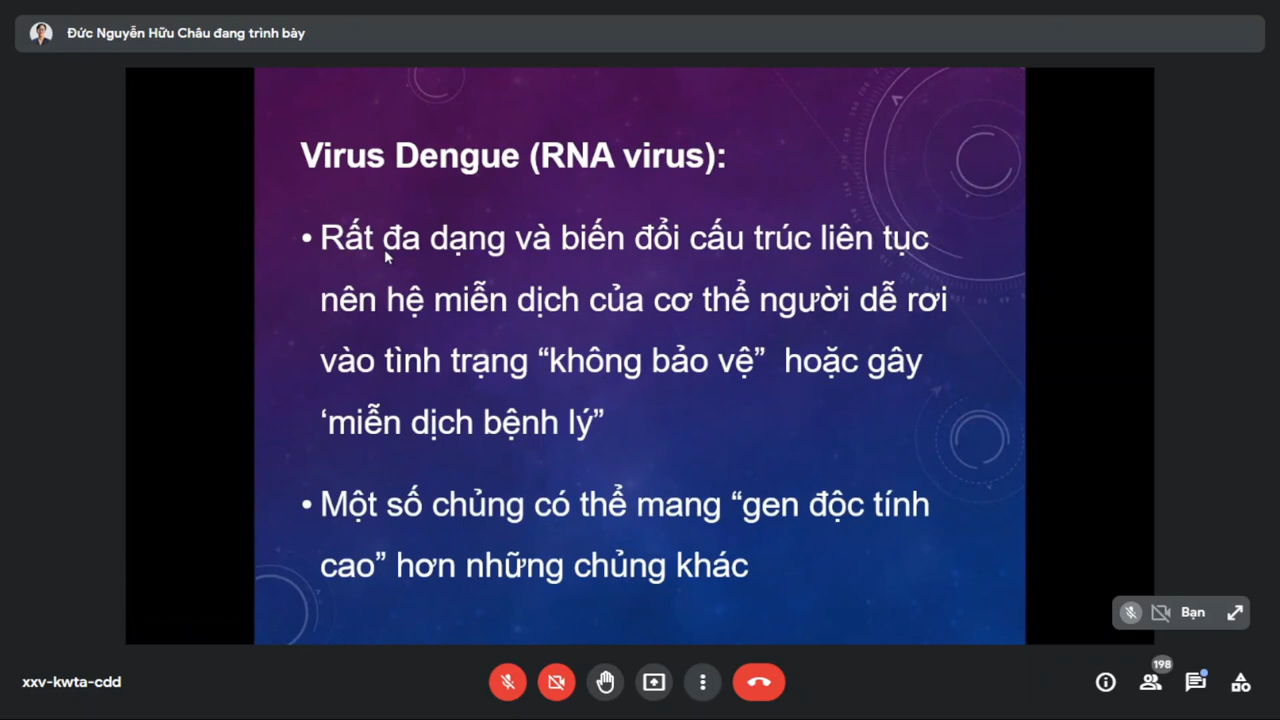 Đức Nguyễn Hữu Châu đang trình bày
Virus Dengue (RNA virus):
• Rất đa dạng và biến đổi cấu trúc liên tục
nên hệ miễn dịch của cơ thể người dễ rơi
vào tình trạng “không bảo vệ” hoặc gây
‘miễn dịch bệnh lý”
• Một số chủng có thể mang “gen độc tính
cao” hơn những chủng khác
Bạn
xxv-kwta-cdd
198